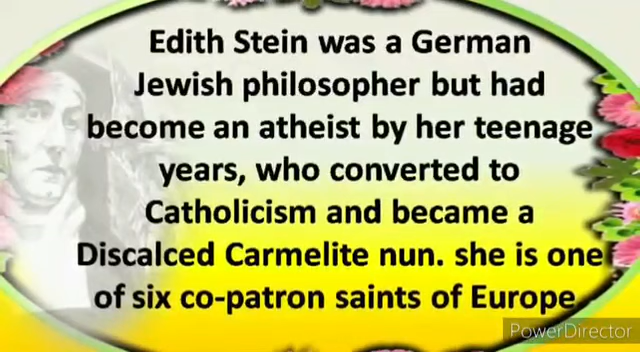 Edith Stein was a German
Jewish philosopher but had
become an atheist by her teenage
years, who converted to
Catholicism and became a
Discalced Carmelite nun. she is one
of six co-patron saints of Europe
PowerDirector